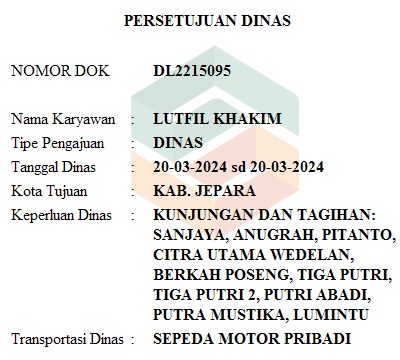 PERSETUJUAN DINAS
NOMOR DOK DL2215095
Nama Karyawan : LUTFIL KHAKIM
Tipe Pengajuan : DINAS
Tanggal Dinas : 20-03-2024 sd 20-03-2024
Kota Tujuan : KAB. JEPARA
Keperluan Dinas : KUNJUNGAN DAN TAGIHAN:
SANJAYA, ANUGRAH, PITANTO,
CITRA UTAMA WEDELAN,
BERKAH POSENG, TIGA PUTRI,
TIGA PUTRI 2, PUTRI ABADI,
PUTRA MUSTIKA, LUMINTU
Transportasi Dinas : SEPEDA MOTOR PRIBADI